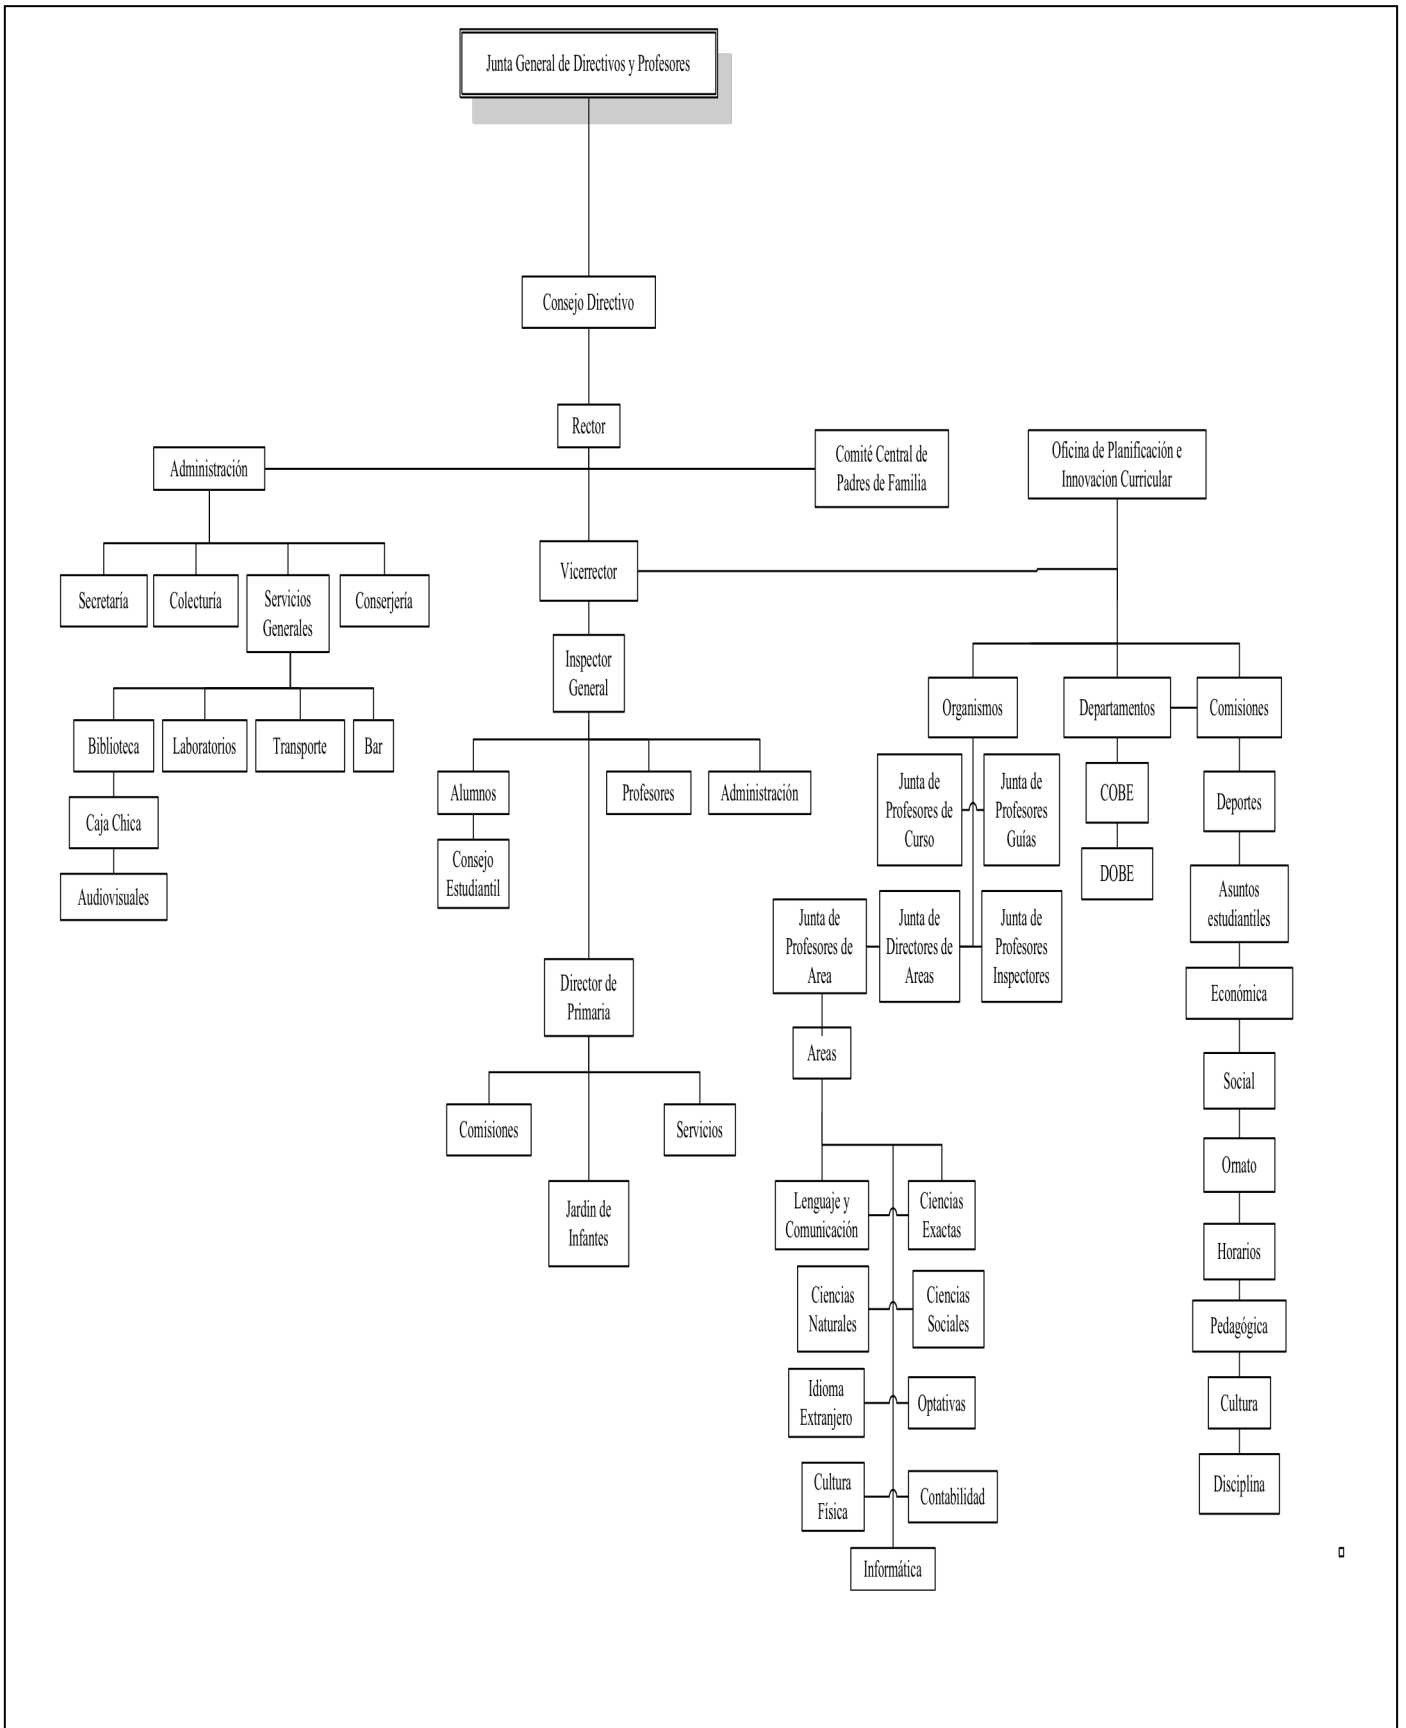 Junta General de Directivos y Profesores
Consejo Directivo
Rector
Administración
Comité Central de
Padres de Familia
Oficina de Planificación e
Innovacion Curricular
Vicerrector
Secretaría
Colecturía
Servicios
Generales
Conserjería
Inspector
General
Organismos
Departamentos
Comisiones
Biblioteca
Laboratorios
Transporte
Bar
Alumnos
Profesores
Administración
Junta de
Profesores de
Curso
Junta de
Profesores
Guías
COBE
Deportes
Caja Chica
Consejo
Estudiantil
DOBE
Audiovisuales
Asuntos
estudiantiles
Junta de
Profesores de
Area
Junta de
Directores de
Areas
Junta de
Profesores
Inspectores
Director de
Primaria
Económica
Areas
Social
Comisiones
Servicios
Ornato
Jardin de
Infantes
Lenguaje y
Comunicación
Ciencias
Exactas
Horarios
Ciencias
Naturales
Ciencias
Sociales
Pedagógica
Idioma
Extranjero
Optativas
Cultura
Cultura
Física
Contabilidad
Disciplina
Informática